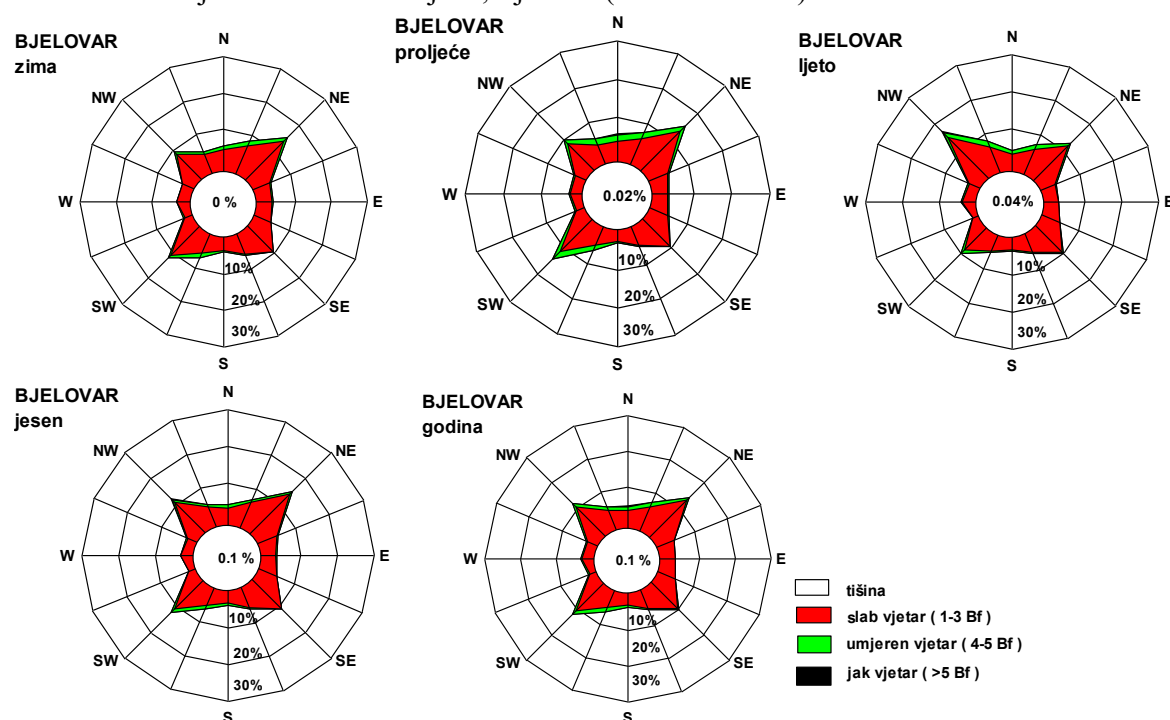 BJELOVAR
zima
N
NW
NE
W
0 %
E
10%
20%
30%
SW
SE
S
BJELOVAR
proljeće
N
NW
NE
W
0.02%
E
10%
20%
30%
SW
SE
S
BJELOVAR
ljeto
N
NW
NE
W
0.04%
E
10%
20%
30%
SW
SE
S
BJELOVAR
jesen
N
NW
NE
W
0.1 %
E
10%
20%
30%
SW
SE
S
BJELOVAR
godina
N
NW
NE
W
0.1 %
E
10%
20%
30%
SW
SE
S
tišina
slab vjetar ( 1-3 Bf )
umjeren vjetar ( 4-5 Bf )
jak vjetar ( >5 Bf )